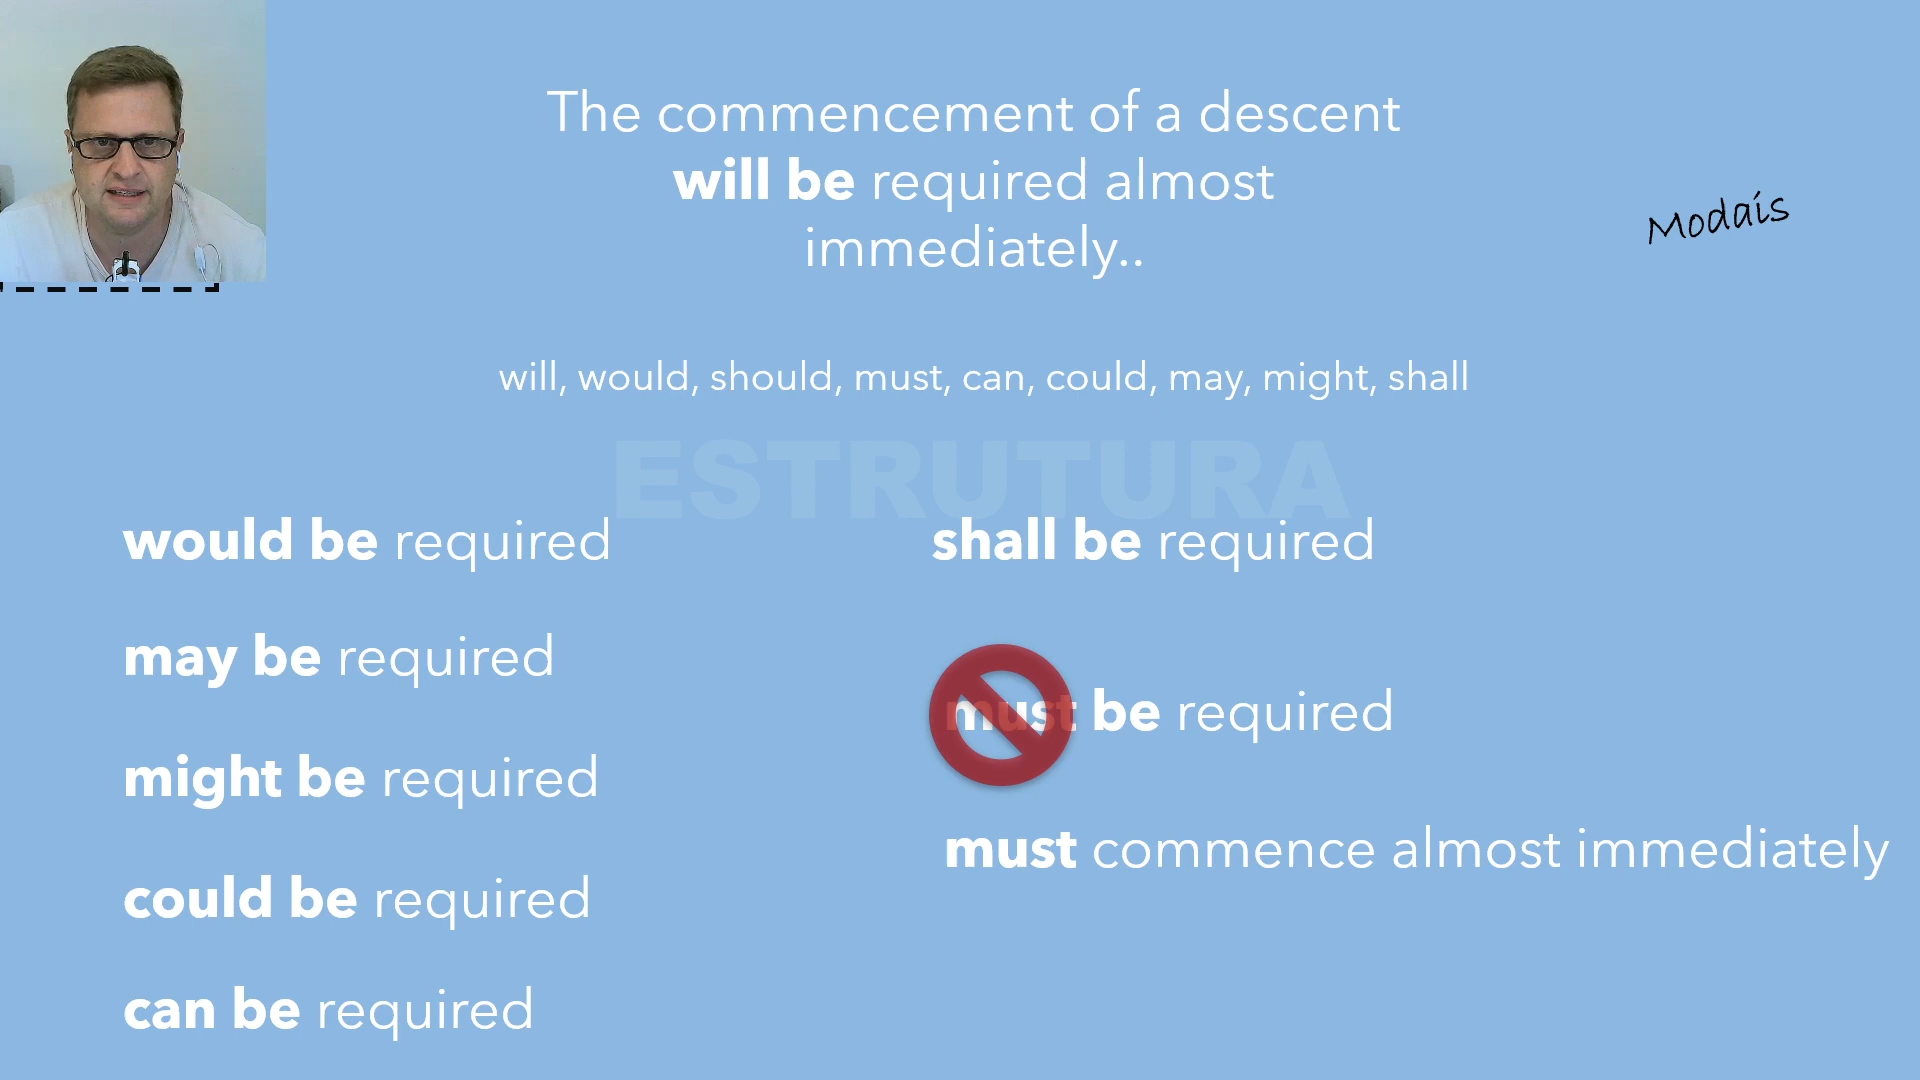 The commencement of a descent
will be required almost
immediately..
Modais
will, would, should, must, can, could, may, might, shall
ESTRUTURA
would be required
may be required
might be required
could be required
can be required
shall be required
must be required
must commence almost immediately